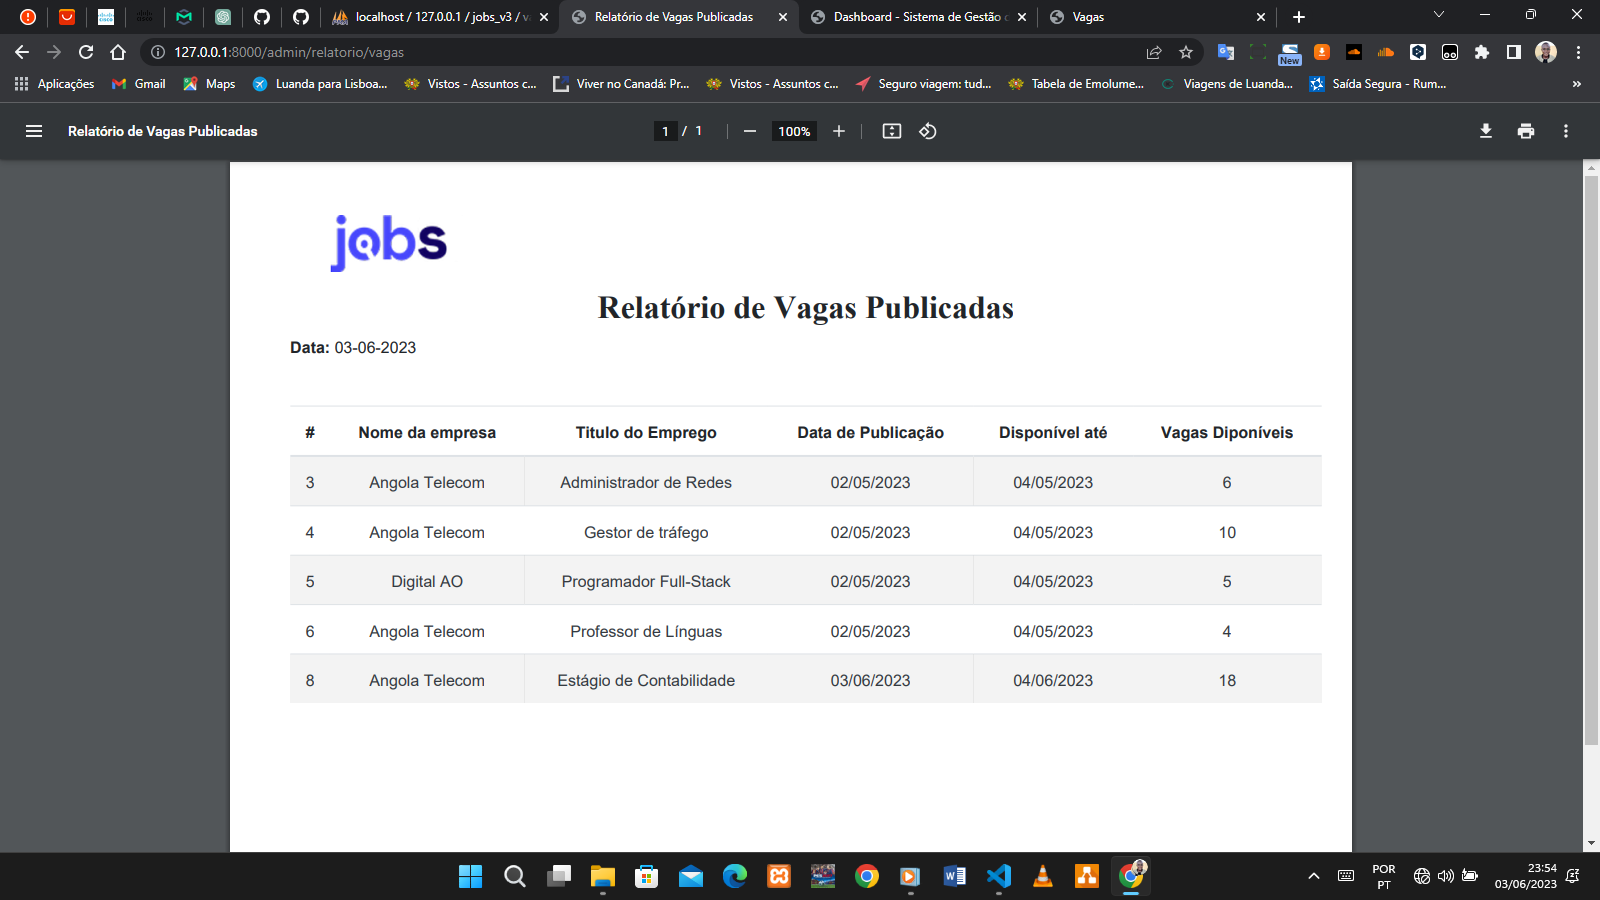 localhost / 127.0.0.1 / jobs_v3 / v
Relatório de Vagas Publicadas
Dashboard - Sistema de Gestão
Vagas
127.0.0.1:8000/admin/relatorio/vagas
New
Aplicações
Gmail
Maps
Luanda para Lisboa...
Vistos - Assuntos c...
Viver no Canadá: Pr...
Vistos - Assuntos c...
Seguro viagem: tud...
Tabela de Emolume...
Viagens de Luanda...
Saída Segura - Rum...
»
Relatório de Vagas Publicadas
1 / 1
100%
jobs
Relatório de Vagas Publicadas
Data: 03-06-2023
# Nome da empresa Titulo do Emprego Data de Publicação Disponível até Vagas Diponíveis
3 Angola Telecom Administrador de Redes 02/05/2023 04/05/2023 6
4 Angola Telecom Gestor de tráfego 02/05/2023 04/05/2023 10
5 Digital AO Programador Full-Stack 02/05/2023 04/05/2023 5
6 Angola Telecom Professor de Línguas 02/05/2023 04/05/2023 4
8 Angola Telecom Estágio de Contabilidade 03/06/2023 04/06/2023 18
POR
PT
23:54
03/06/2023